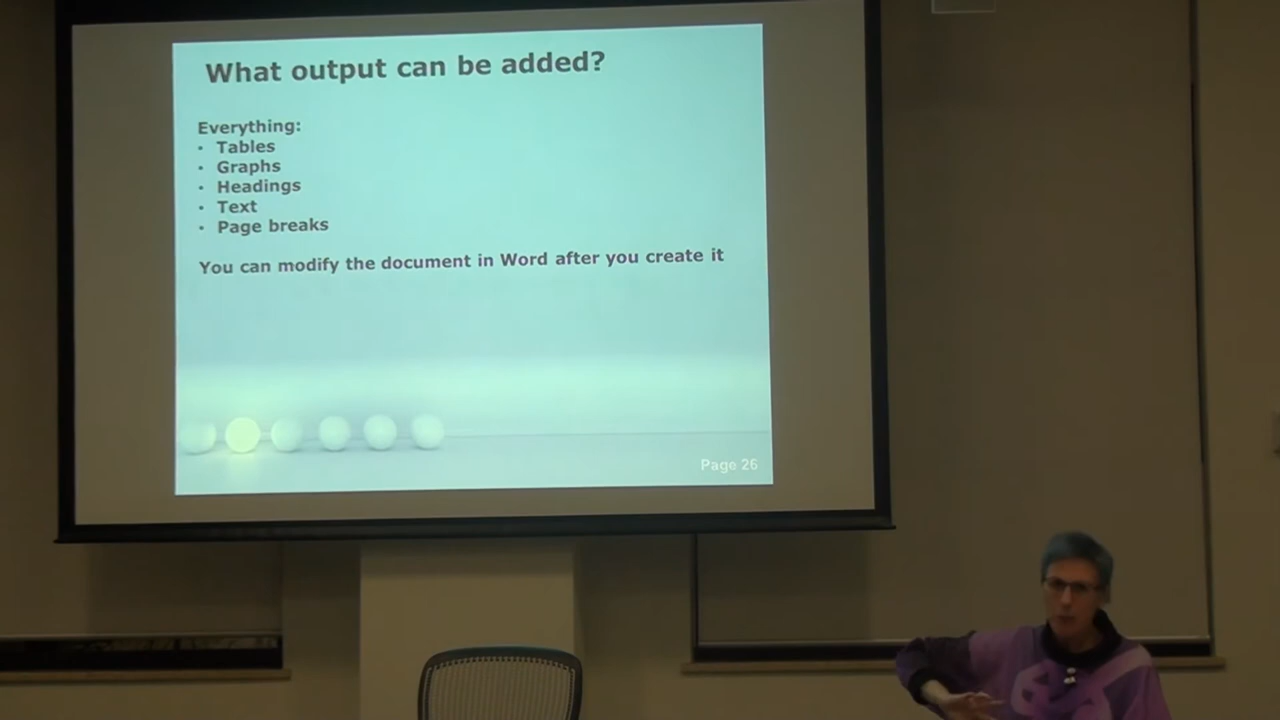 What output can be added?
Everything:
• Tables
• Graphs
• Headings
• Text
• Page breaks
You can modify the document in Word after you create it
Page 26